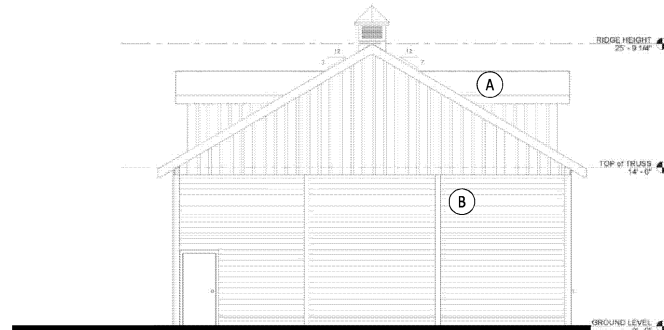 RIDGE HEIGHT
25' - 9 1/4"
12
12
7
7
A
TOP of TRUSS
14' - 0"
B
GROUND LEVEL